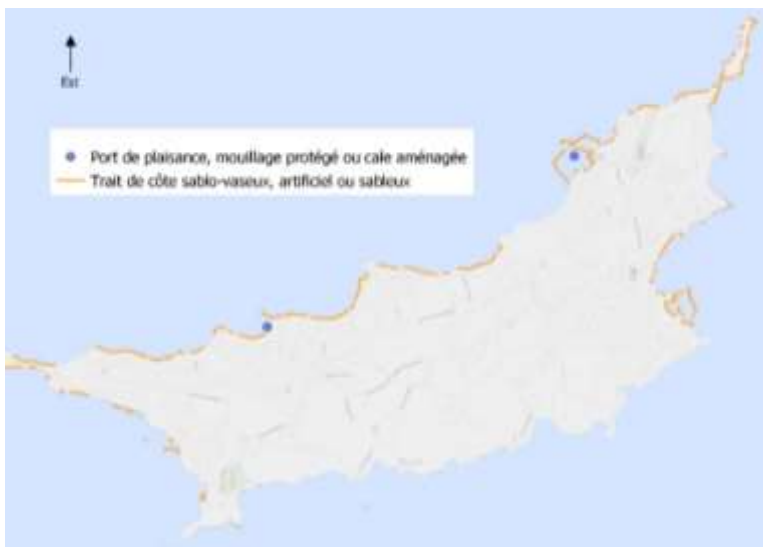 Est
Port de plaisance, mouillage protégé ou cale aménagée
Trait de côte sablo-vaseux, artificiel ou sableux